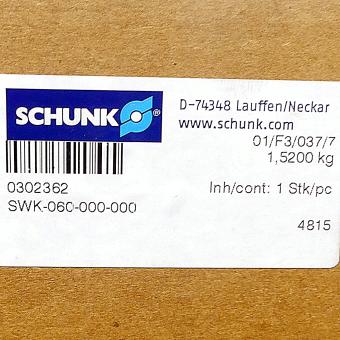 SCHUNK ®
D-74348 Lauffen/Neckar
www.schunk.com
01/F3/037/7
1,5200 kg
0302362
Inh/cont: 1 Stk/pc
SWK-060-000-000
4815